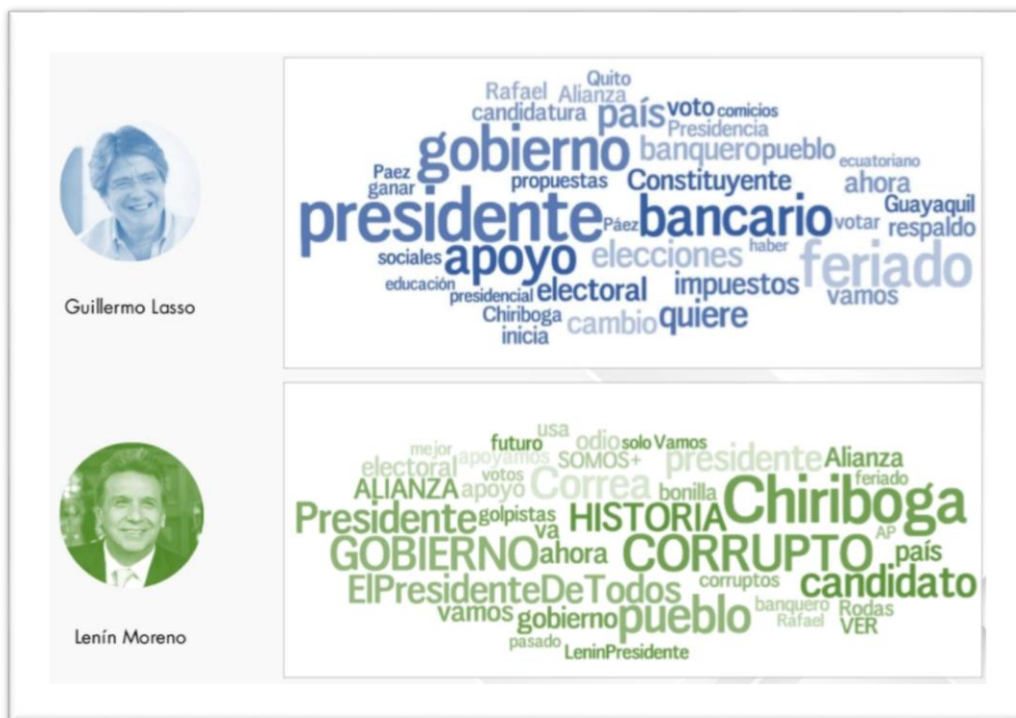 Quito
Rafael Alianza
candidatura país voto comicios
Presidencia
gobierno banquero pueblo ecuatoriano
Paez
ganar propuestas Constituyente ahora
presidente Páez bancario votar Guayaquil
respaldo
sociales apoyo elecciones haber feriado
educación
presidencial electoral impuestos vamos
Chiriboga cambio quiere
inicia
Guillermo Lasso
usa
mejor futuro odio solo Vamos
electoral apoyamos SOMOS+ presidente Alianza
votos feriado
ALIANZA apoyo Correa bonilla Chiriboga
Presidente golpistas HISTORIA
va AP
GOBIERNO ahora CORRUPTO país
ElPresidenteDeTodos corruptos candidato
vamos gobierno pueblo banquero Rodas
Rafael VER
pasado LeninPresidente
Lenín Moreno